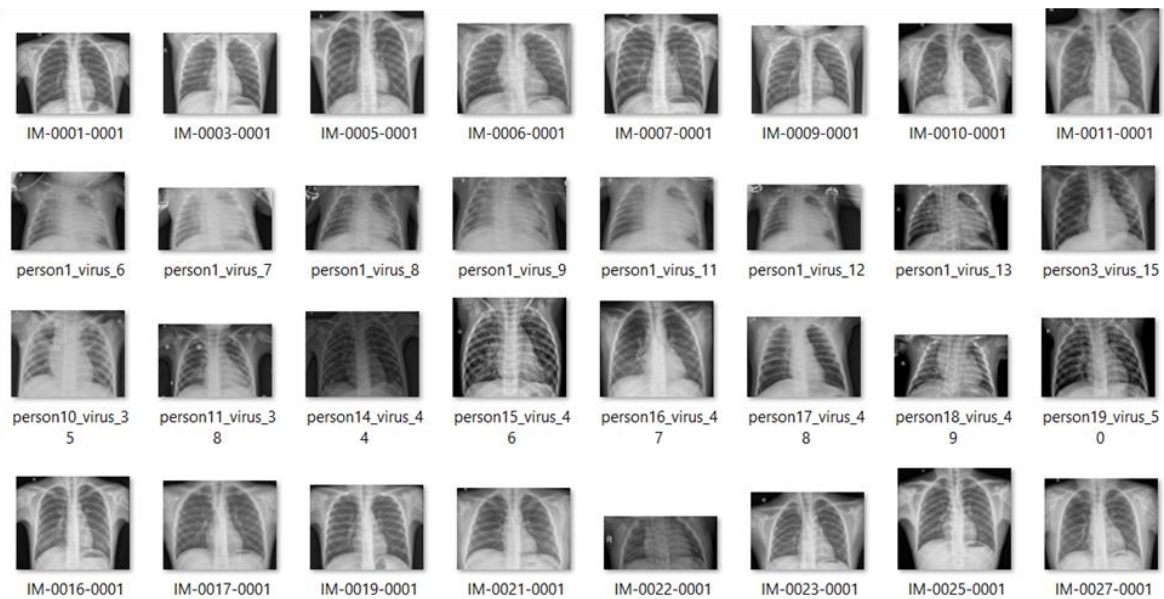 IM-0001-0001 IM-0003-0001 IM-0005-0001 IM-0006-0001 IM-0007-0001 IM-0009-0001 IM-0010-0001 IM-0011-0001
person1_virus_6 person1_virus_7 person1_virus_8 person1_virus_9 person1_virus_11 person1_virus_12 person1_virus_13 person3_virus_15
person10_virus_3 person11_virus_3 person14_virus_4 person15_virus_4 person16_virus_4 person17_virus_4 person18_virus_4 person19_virus_5
5 8 4 6 7 8 9 0
R
IM-0016-0001 IM-0017-0001 IM-0019-0001 IM-0021-0001 IM-0022-0001 IM-0023-0001 IM-0025-0001 IM-0027-0001